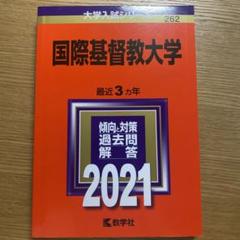 大学入試シリーズ
262
国際基督教大学
最近3カ年
傾向と対策
過去問
解答
2021
数学社